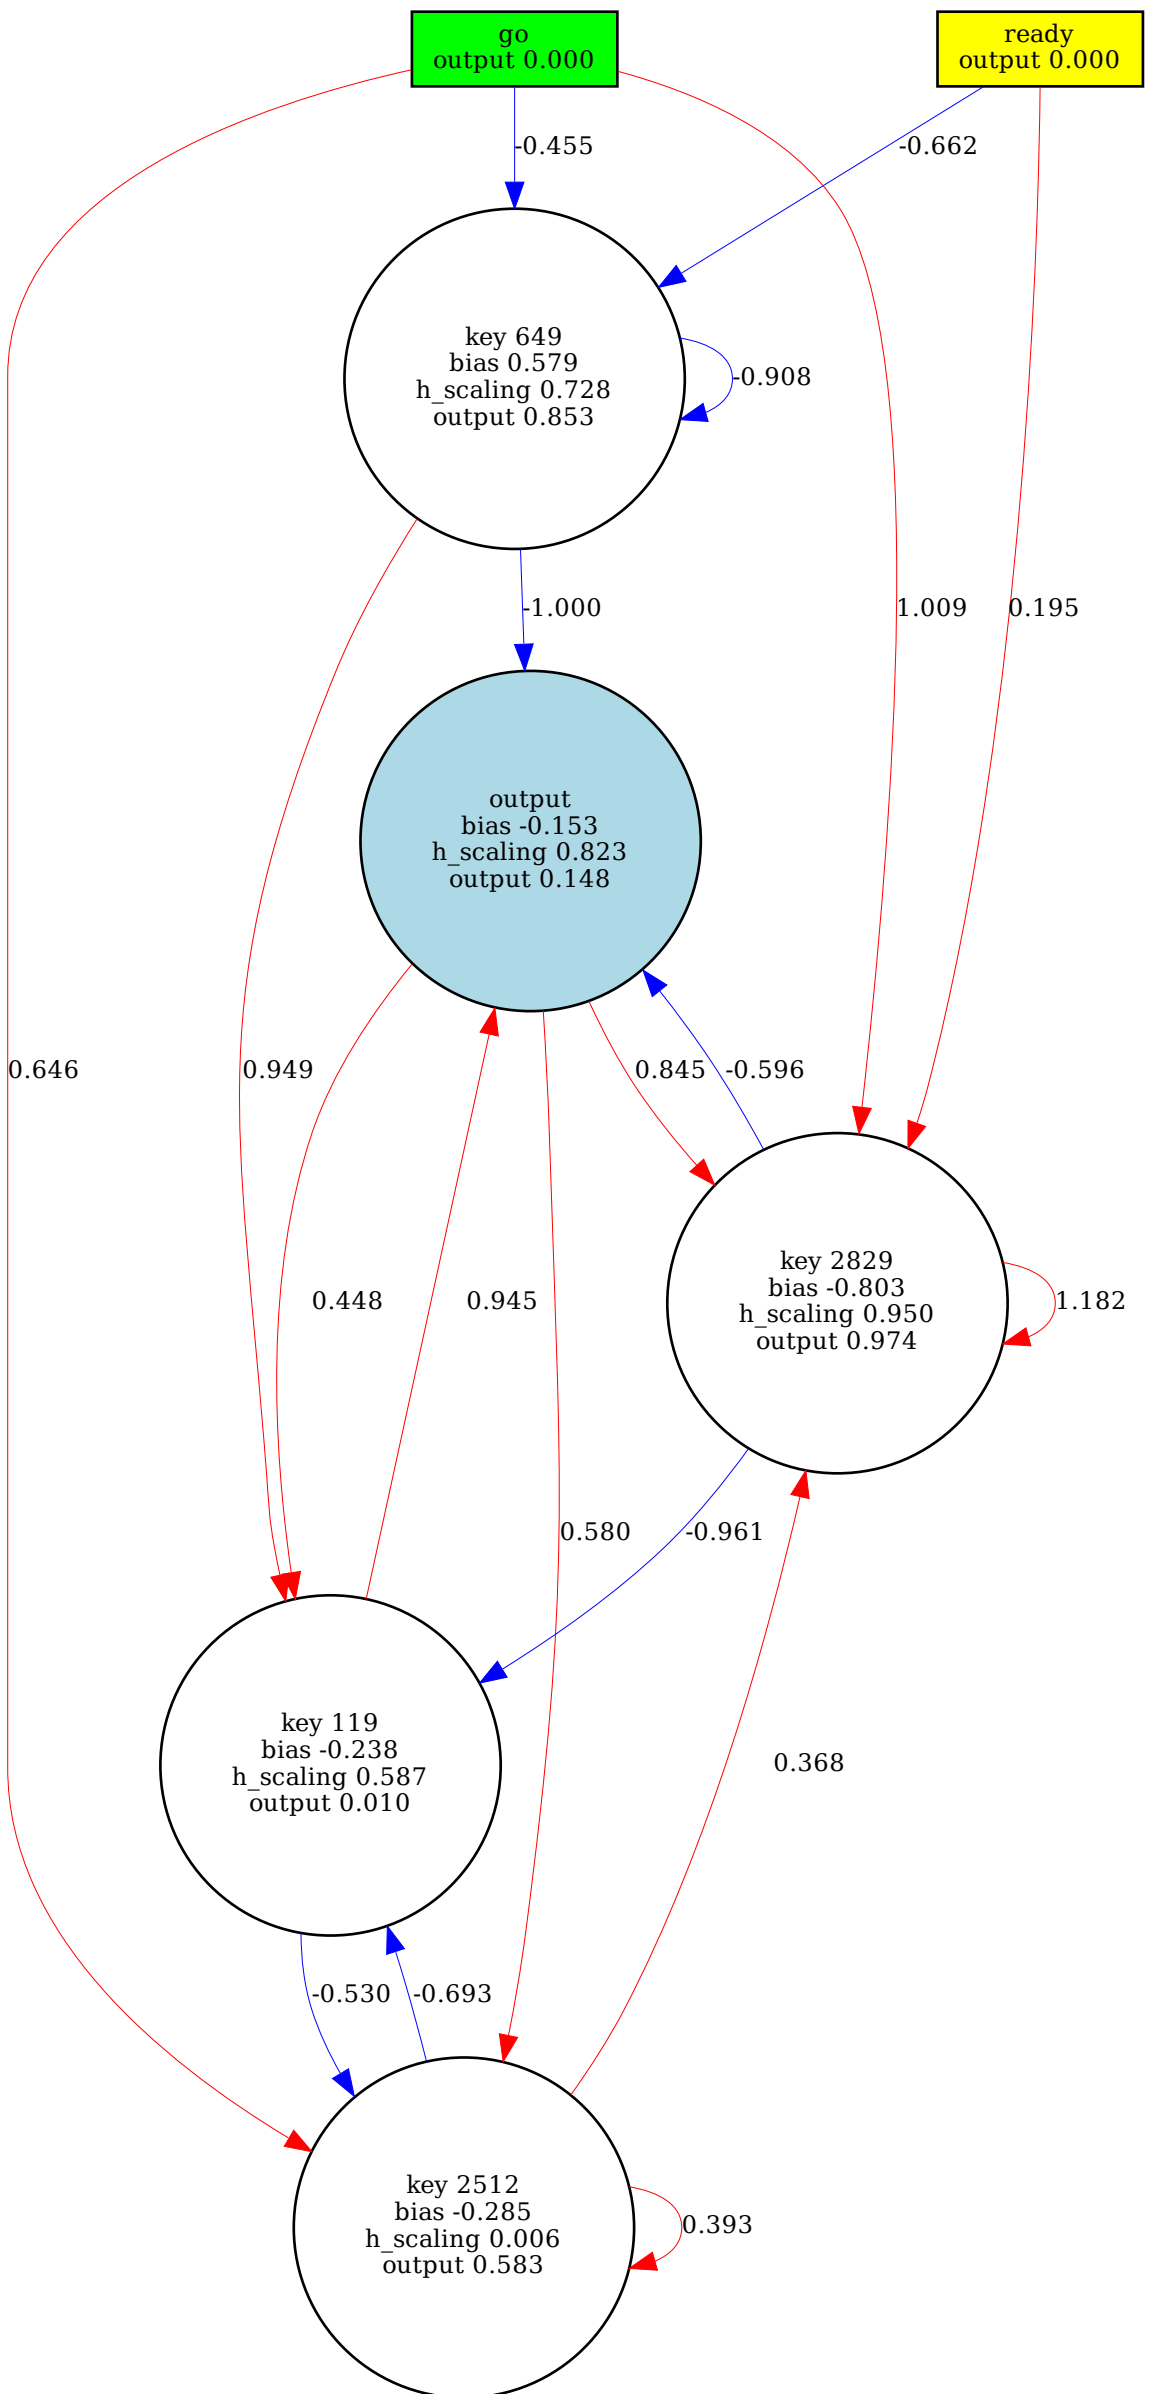 go
output 0.000
ready
output 0.000
-0.455
-0.662
key 649
bias 0.579
h_scaling 0.728
output 0.853
-0.908
-1.000
1.009
0.195
output
bias -0.153
h_scaling 0.823
output 0.148
0.646
0.949
0.845
-0.596
key 2829
bias -0.803
h_scaling 0.950
output 0.974
0.448
0.945
1.182
0.580
-0.961
key 119
bias -0.238
h_scaling 0.587
output 0.010
0.368
-0.530
-0.693
key 2512
bias -0.285
h_scaling 0.006
output 0.583
0.393